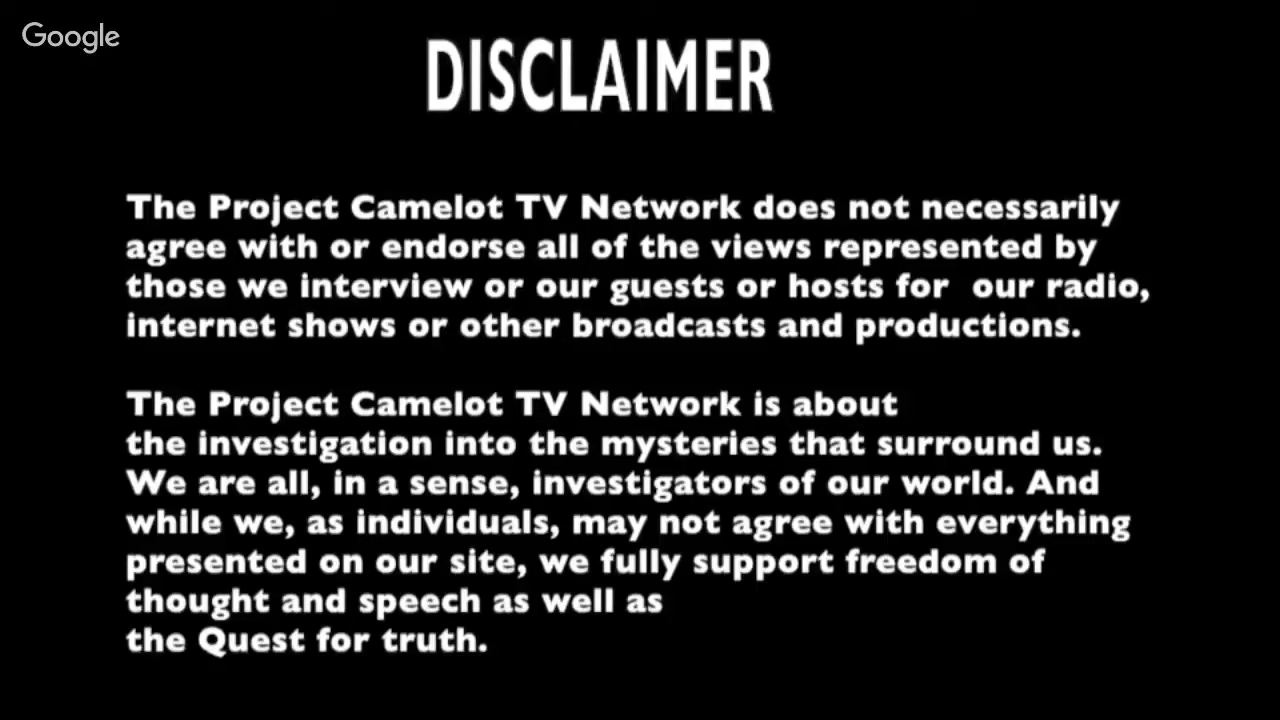 Google
DISCLAIMER
The Project Camelot TV Network does not necessarily
agree with or endorse all of the views represented by
those we interview or our guests or hosts for  our radio,
internet shows or other broadcasts and productions.
The Project Camelot TV Network is about
the investigation into the mysteries that surround us.
We are all, in a sense, investigators of our world. And
while we, as individuals, may not agree with everything
presented on our site, we fully support freedom of
thought and speech as well as
the Quest for truth.